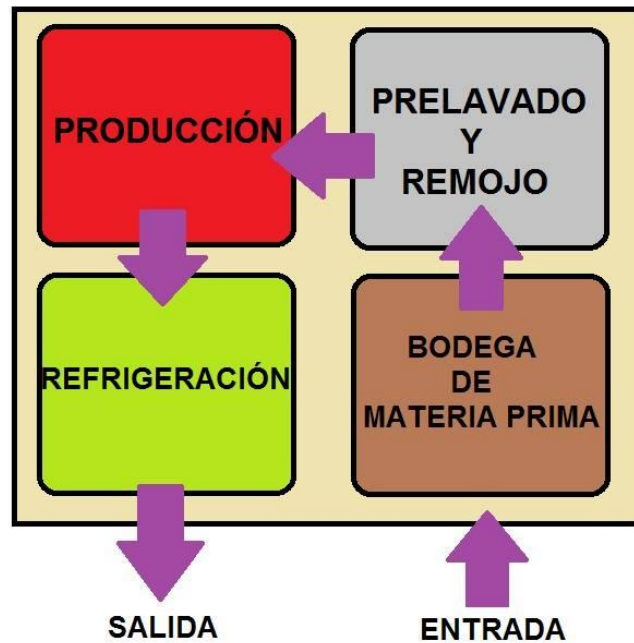 PRODUCCIÓN
PRELAVADO
Y
REMOJO
REFRIGERACIÓN
BODEGA
DE
MATERIA PRIMA
SALIDA
ENTRADA